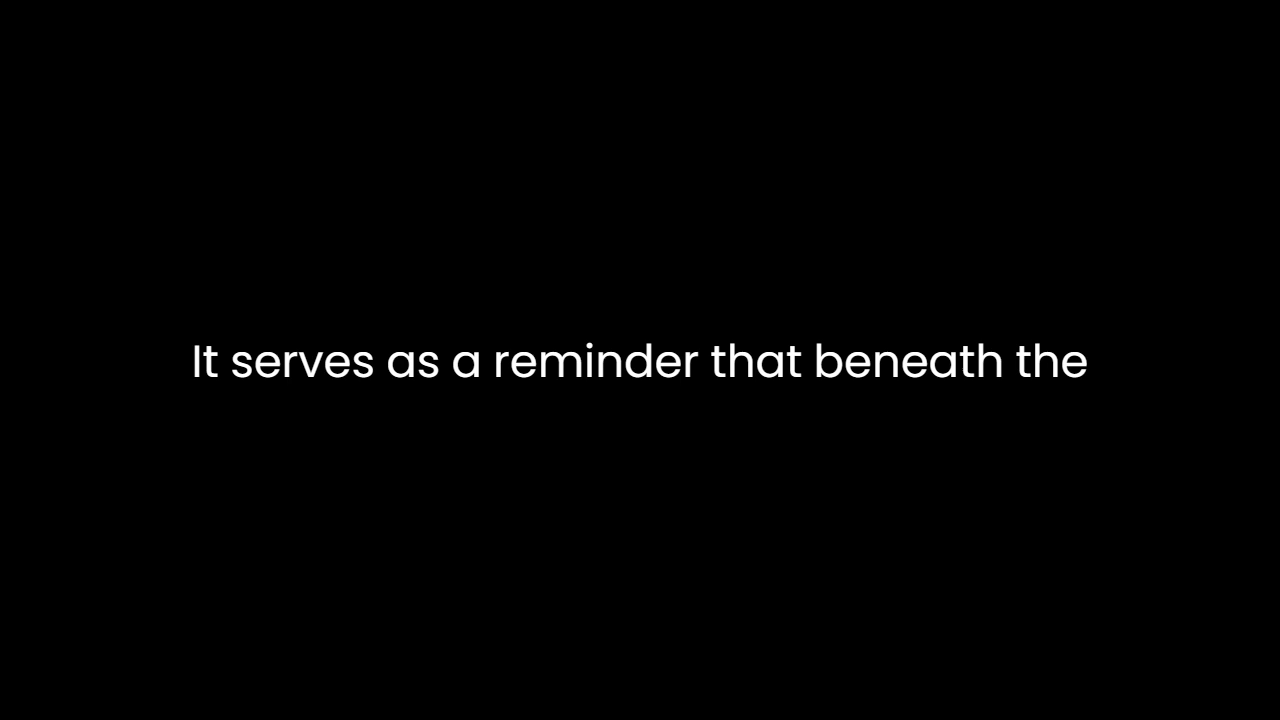 It serves as a reminder that beneath the